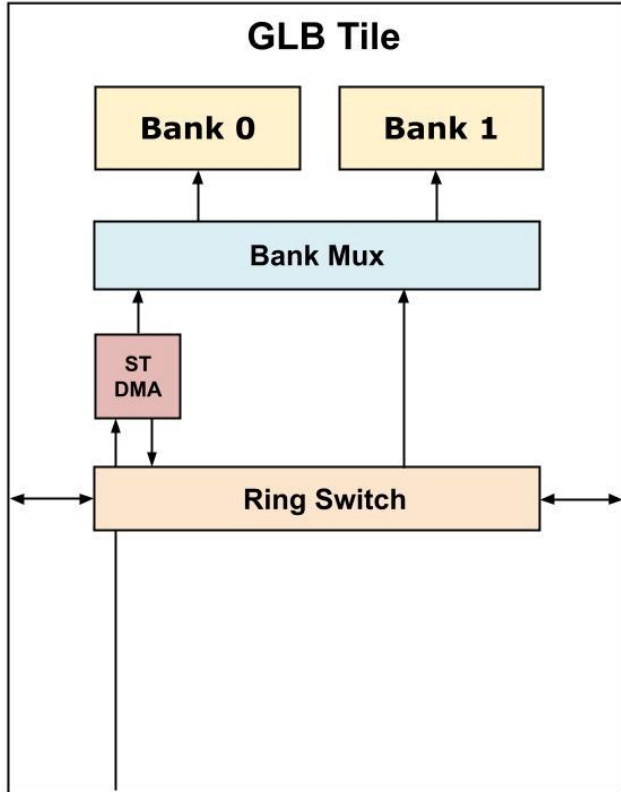 GLB Tile
Bank 0
Bank 1
Bank Mux
ST
DMA
Ring Switch